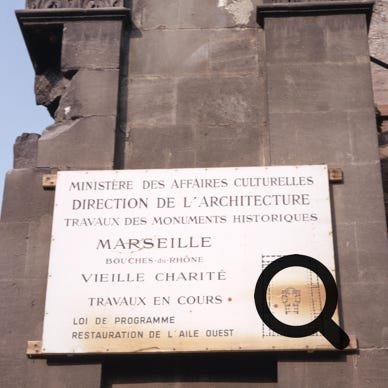 MINISTÈRE DES AFFAIRES CULTURELLES
DIRECTION DE L'ARCHITECTURE
TRAVAUX DES MONUMENTS HISTORIQUES
MARSEILLE
BOUCHES-DU-RHÔNE
VIEILLE CHARITÉ
TRAVAUX EN COURS
LOI DE PROGRAMME
RESTAURATION DE L'AILE OUEST